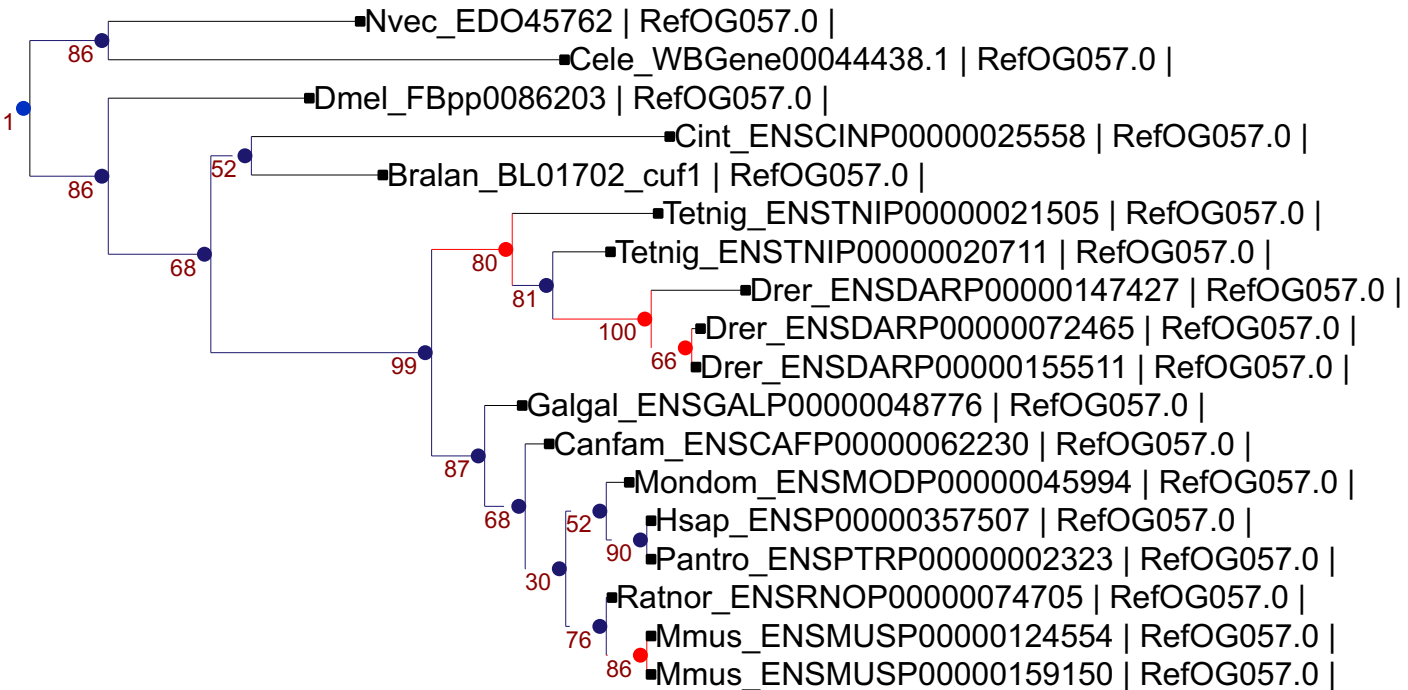 Nvec_EDO45762 | RefOG057.0 |
86
Cele_WBGene00044438.1 | RefOG057.0 |
Dmel_FBpp0086203 | RefOG057.0 |
1
Cint_ENSCINP00000025558 | RefOG057.0 |
52
Bralan_BL01702_cuf1 | RefOG057.0 |
86
Tetnig_ENSTNIP00000021505 | RefOG057.0 |
Tetnig_ENSTNIP00000020711 | RefOG057.0 |
80
68
Drer_ENSDARP00000147427 | RefOG057.0 |
81
Drer_ENSDARP00000072465 | RefOG057.0 |
100
66
Drer_ENSDARP00000155511 | RefOG057.0 |
99
Galgal_ENSGALP00000048776 | RefOG057.0 |
Canfam_ENSCAFP00000062230 | RefOG057.0 |
87
Mondom_ENSMODP00000045994 | RefOG057.0 |
68
52
Hsap_ENSP00000357507 | RefOG057.0 |
90
Pantro_ENSPTRP00000002323 | RefOG057.0 |
30
Ratnor_ENSRNOP00000074705 | RefOG057.0 |
76
Mmus_ENSMUSP00000124554 | RefOG057.0 |
86
Mmus_ENSMUSP00000159150 | RefOG057.0 |